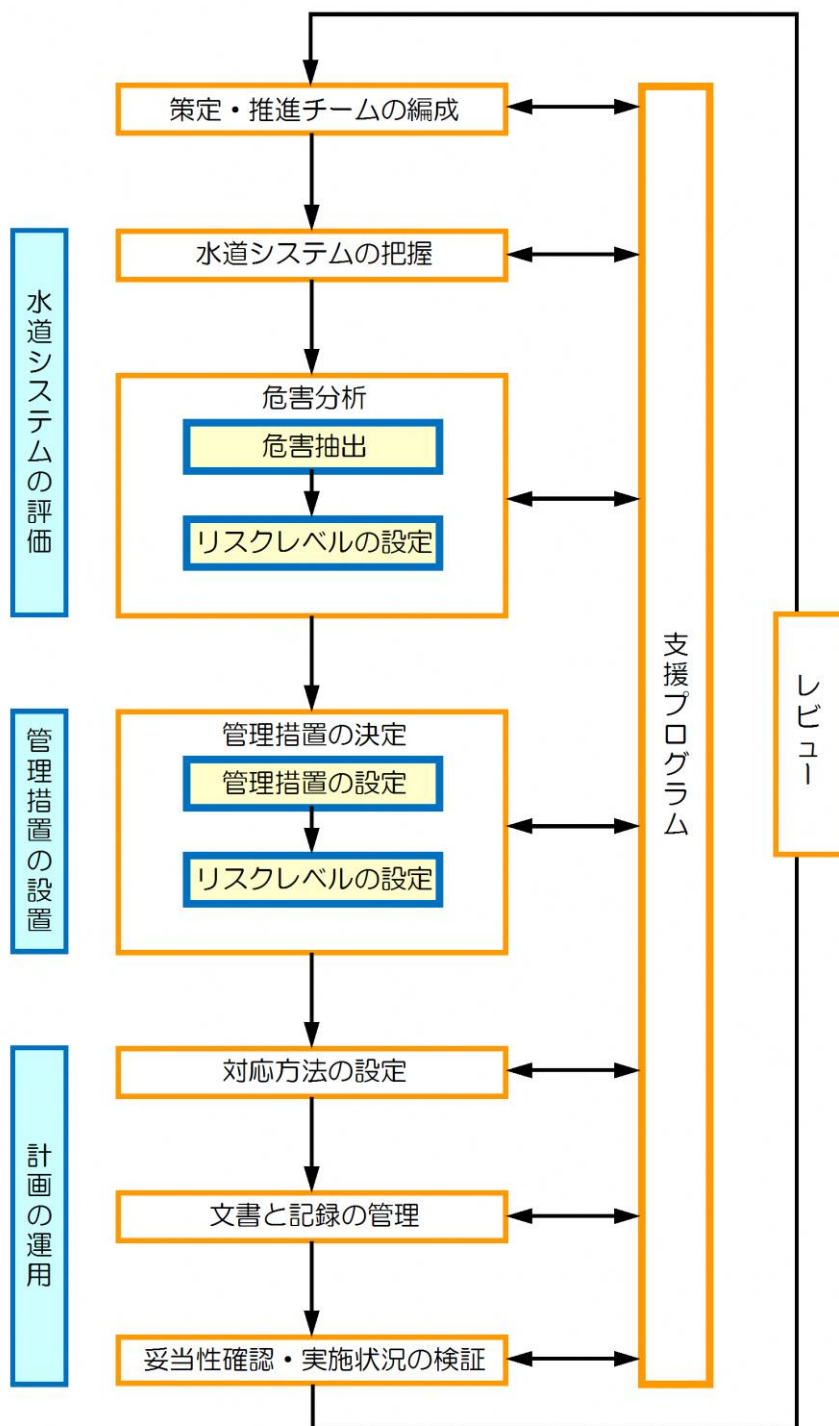 策定・推進チームの編成
水道システムの評価
水道システムの把握
危害分析
危害抽出
リスクレベルの設定
管理措置の設置
管理措置の決定
管理措置の設定
リスクレベルの設定
計画の運用
対応方法の設定
文書と記録の管理
妥当性確認・実施状況の検証
支援プログラム
レビュー